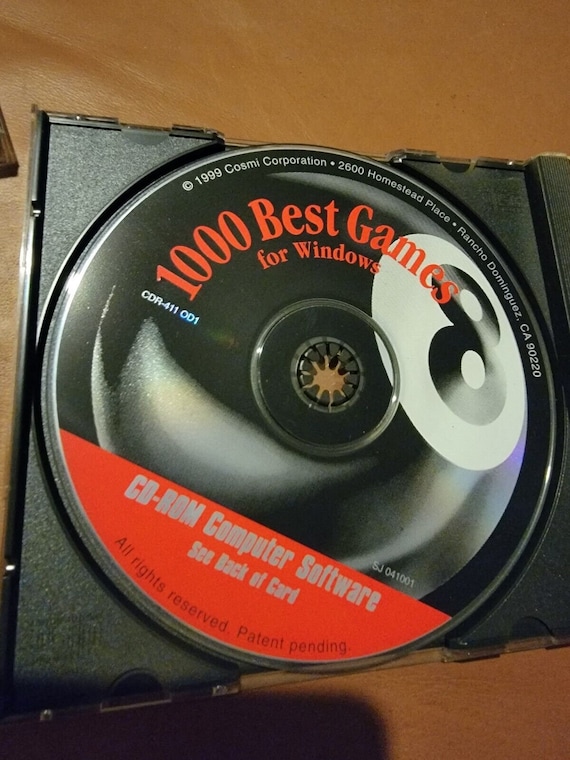 © 1999 Cosmi Corporation • 2600 Homestead Place • Rancho Dominguez, CA 90220
1000 Best Games
for Windows
CDR-411 OD1
8
CD-ROM Computer Software
See Back of Card
SJ 041001
All rights reserved. Patent pending.